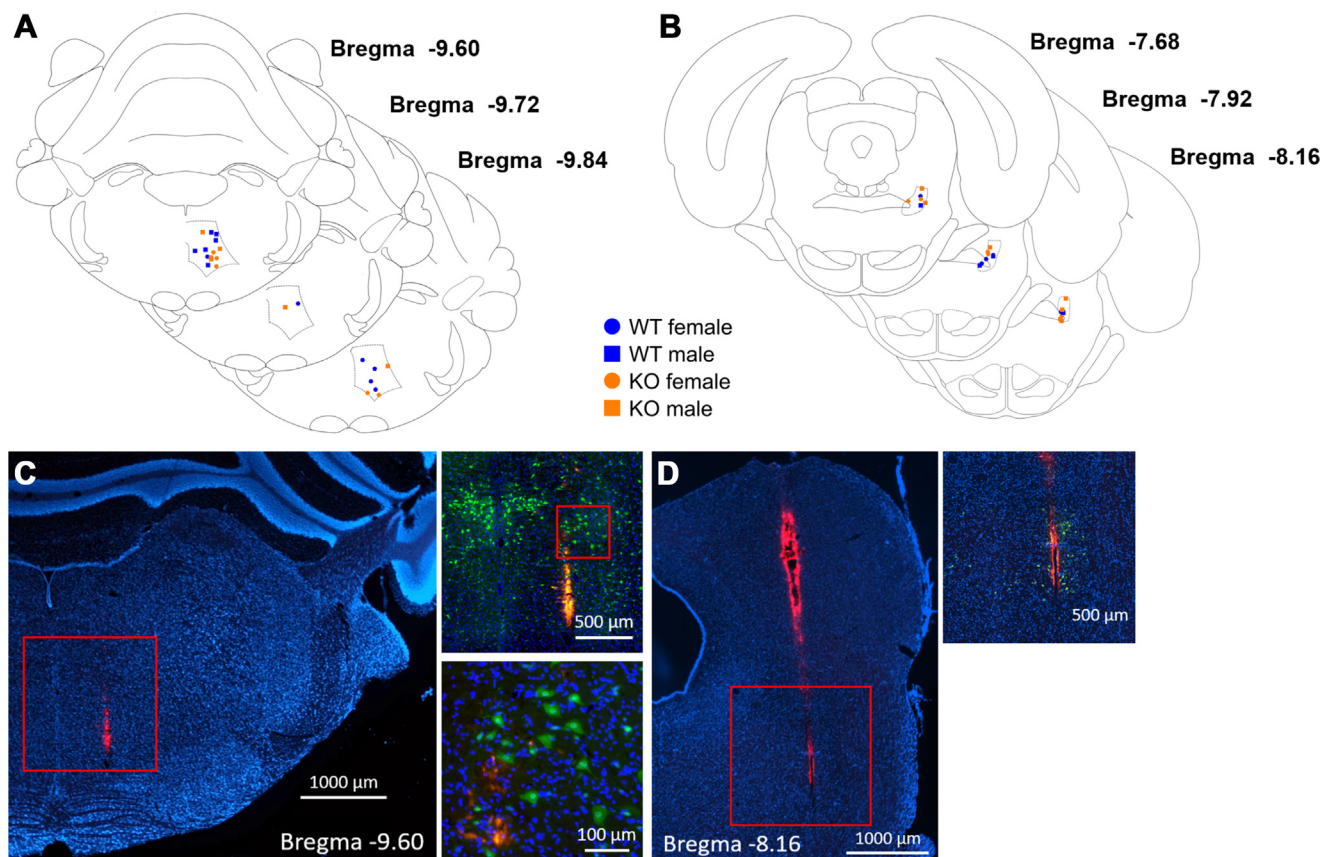 A
Bregma -9.60
Bregma -9.72
Bregma -9.84
B
Bregma -7.68
Bregma -7.92
Bregma -8.16
WT female
WT male
KO female
KO male
C
1000 µm
Bregma -9.60
500 µm
100 µm
D
Bregma -8.16
1000 µm
500 µm